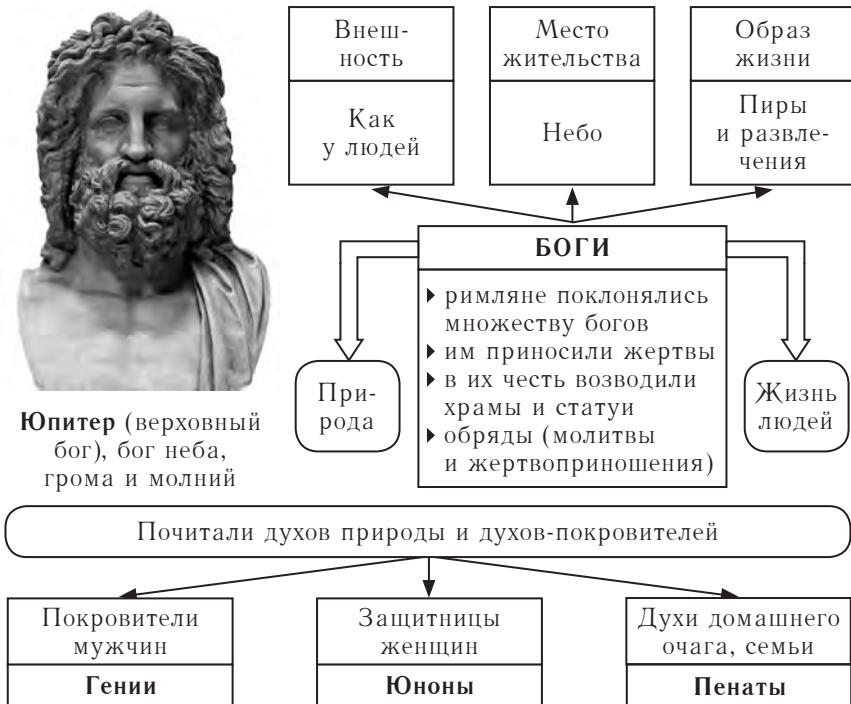 Внеш-
ность
Как
у людей
Место
жительства
Небо
Образ
жизни
Пиры
и развле-
чения
БОГИ
римляне поклонялись
множеству богов
им приносили жертвы
в их честь возводили
храмы и статуи
обряды (молитвы
и жертвоприношения)
При-
рода
Жизнь
людей
Юпитер (верховный
бог), бог неба,
грома и молний
Почитали духов природы и духов-покровителей
Покровители
мужчин
Гении
Защитницы
женщин
Юноны
Духи домашнего
очага, семьи
Пенаты